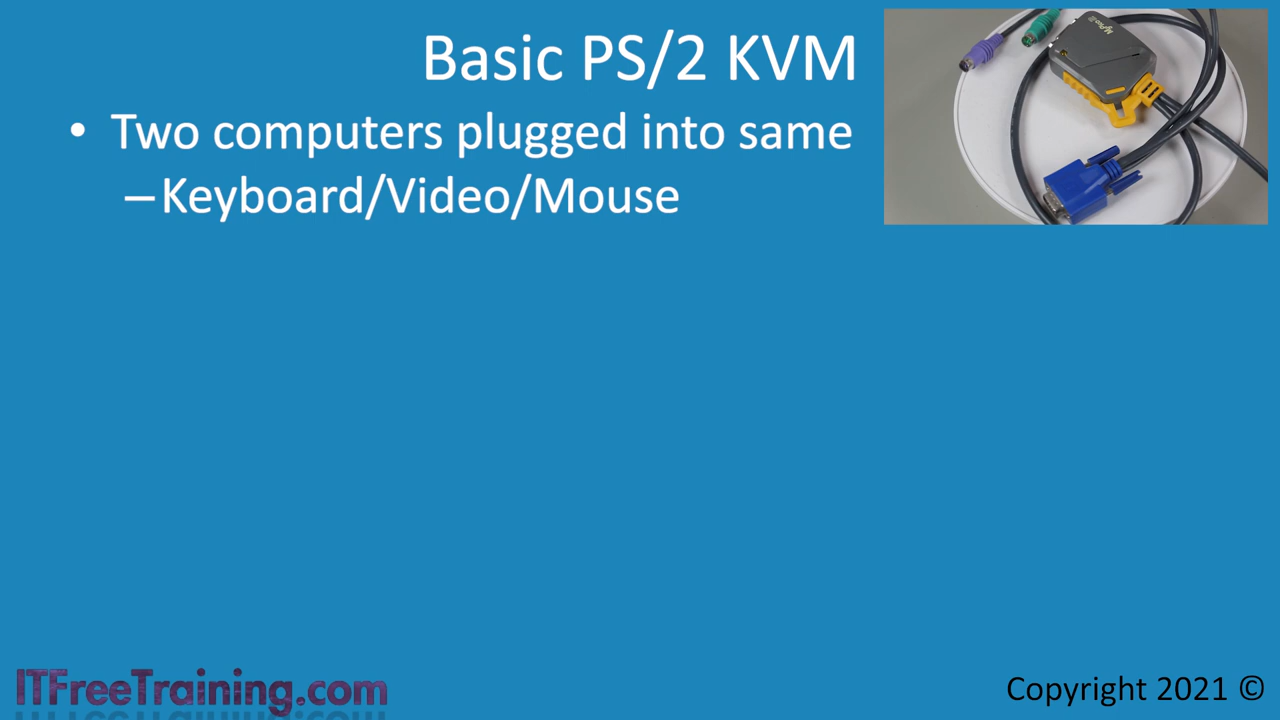 Basic PS/2 KVM
• Two computers plugged into same
–Keyboard/Video/Mouse
ITFreeTraining.com
Copyright 2021 ©